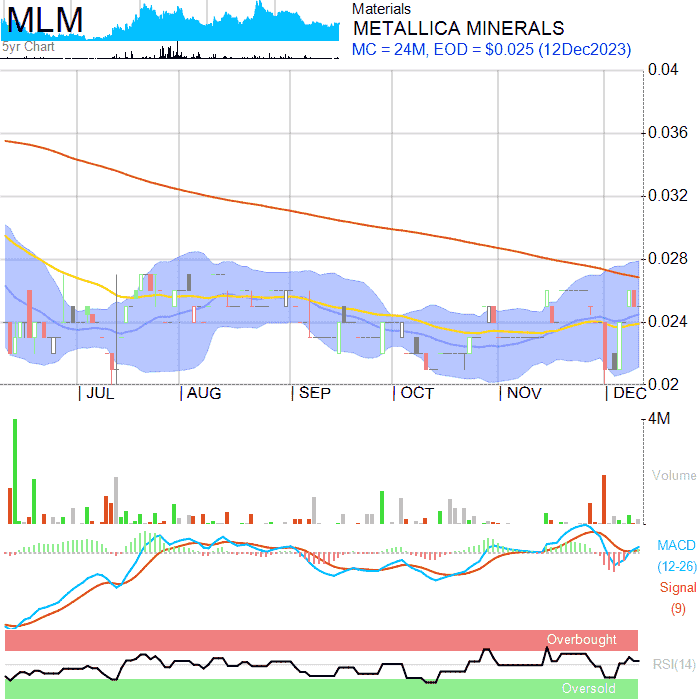 MLM
5yr Chart
Materials
METALLICA MINERALS
MC = 24M, EOD = $0.025 (12Dec2023)
0.04
0.036
0.032
0.028
0.024
0.02
| JUL | AUG | SEP | OCT | NOV | DEC
4M
Volume
MACD
(12-26)
Signal
(9)
Overbought
RSI(14)
Oversold